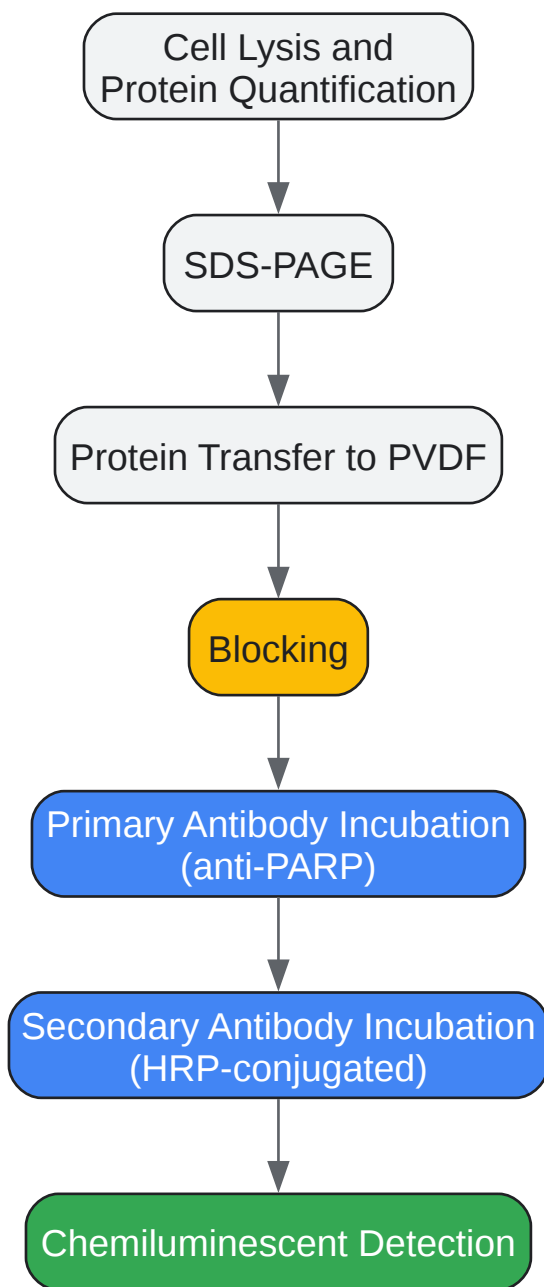 Cell Lysis and
Protein Quantification
SDS-PAGE
Protein Transfer to PVDF
Blocking
Primary Antibody Incubation
(anti-PARP)
Secondary Antibody Incubation
(HRP-conjugated)
Chemiluminescent Detection